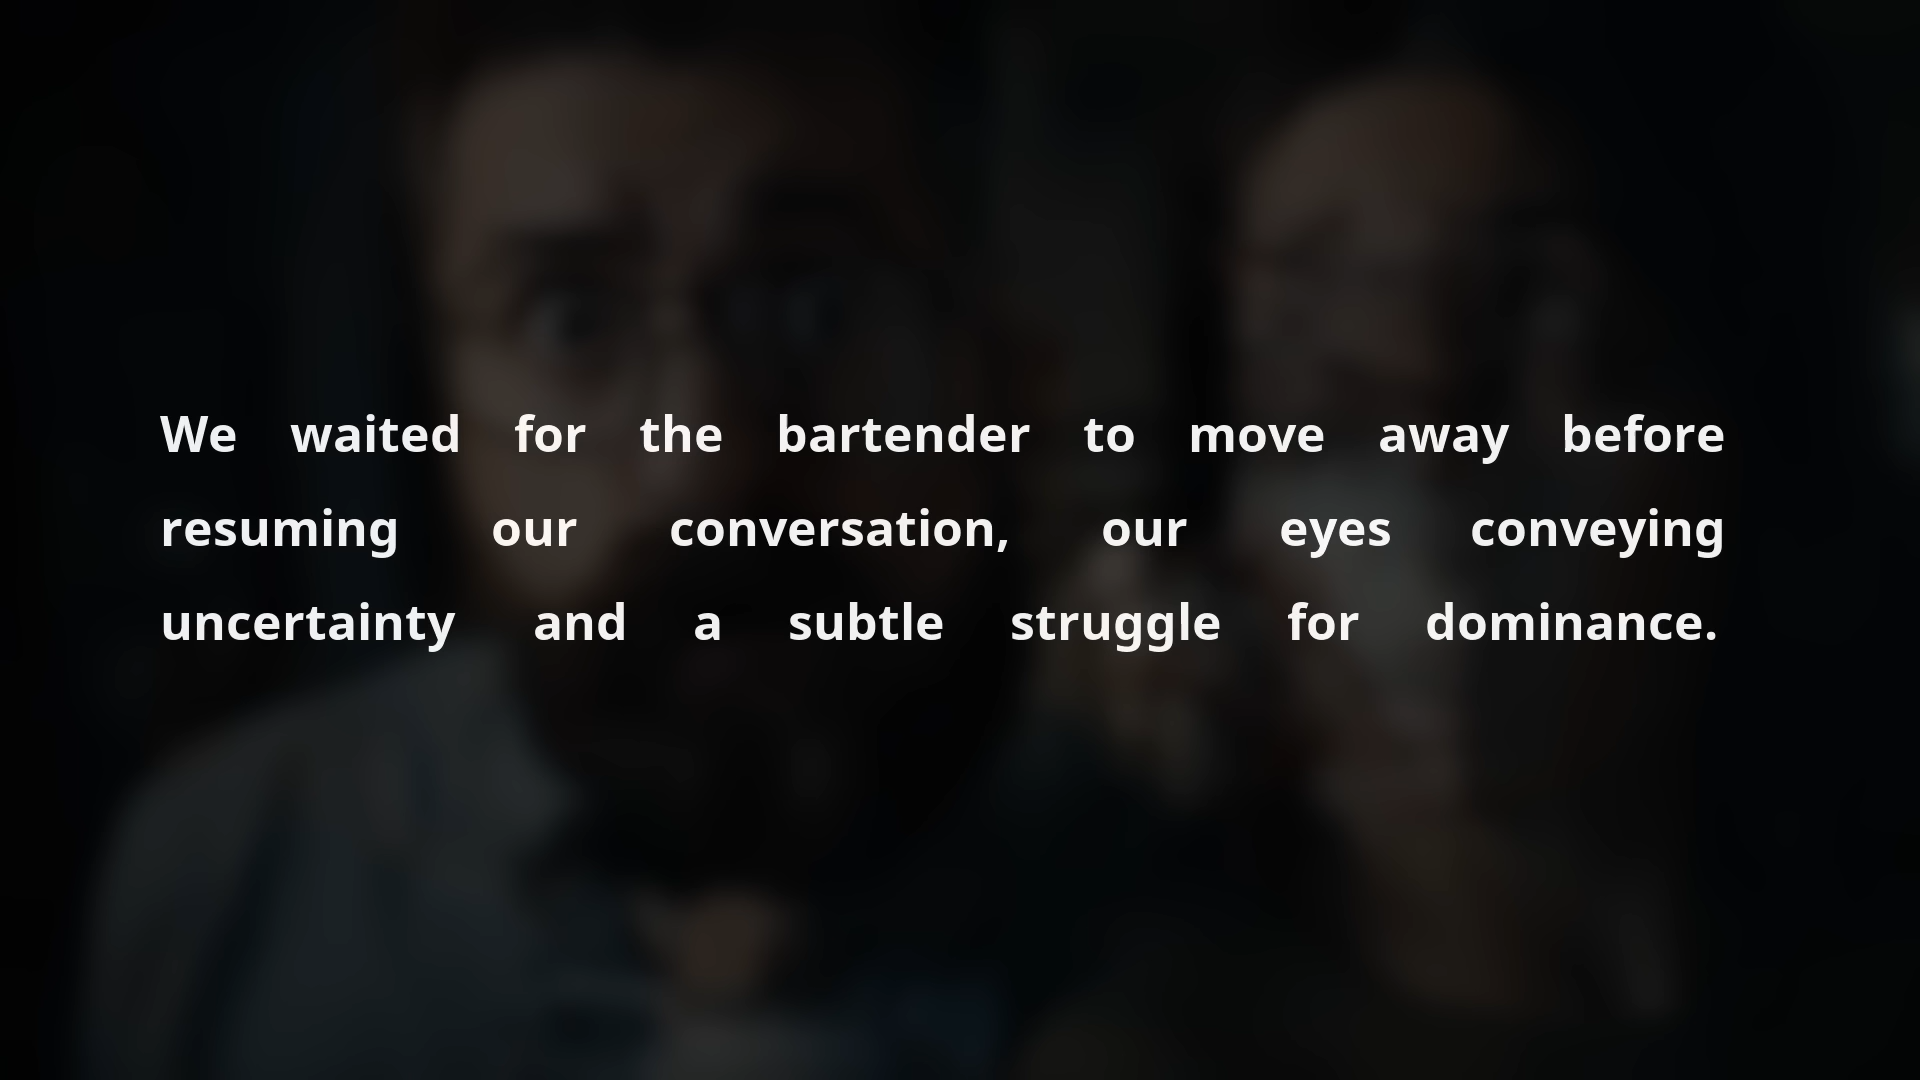 We waited for the bartender to move away before
resuming our conversation, our eyes conveying
uncertainty and a subtle struggle for dominance.